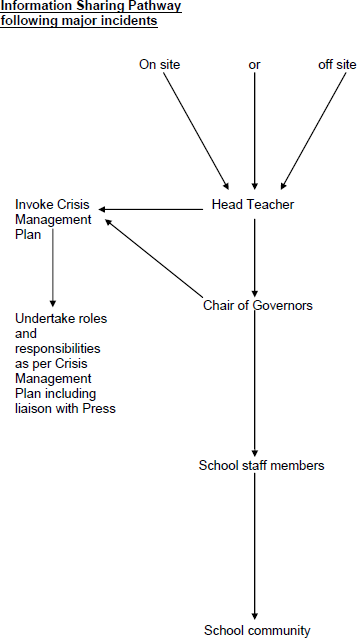 Information Sharing Pathway
following major incidents
On site or off site
Invoke Crisis
Management
Plan
Head Teacher
Chair of Governors
Undertake roles
and
responsibilities
as per Crisis
Management
Plan including
liaison with Press
School staff members
School community